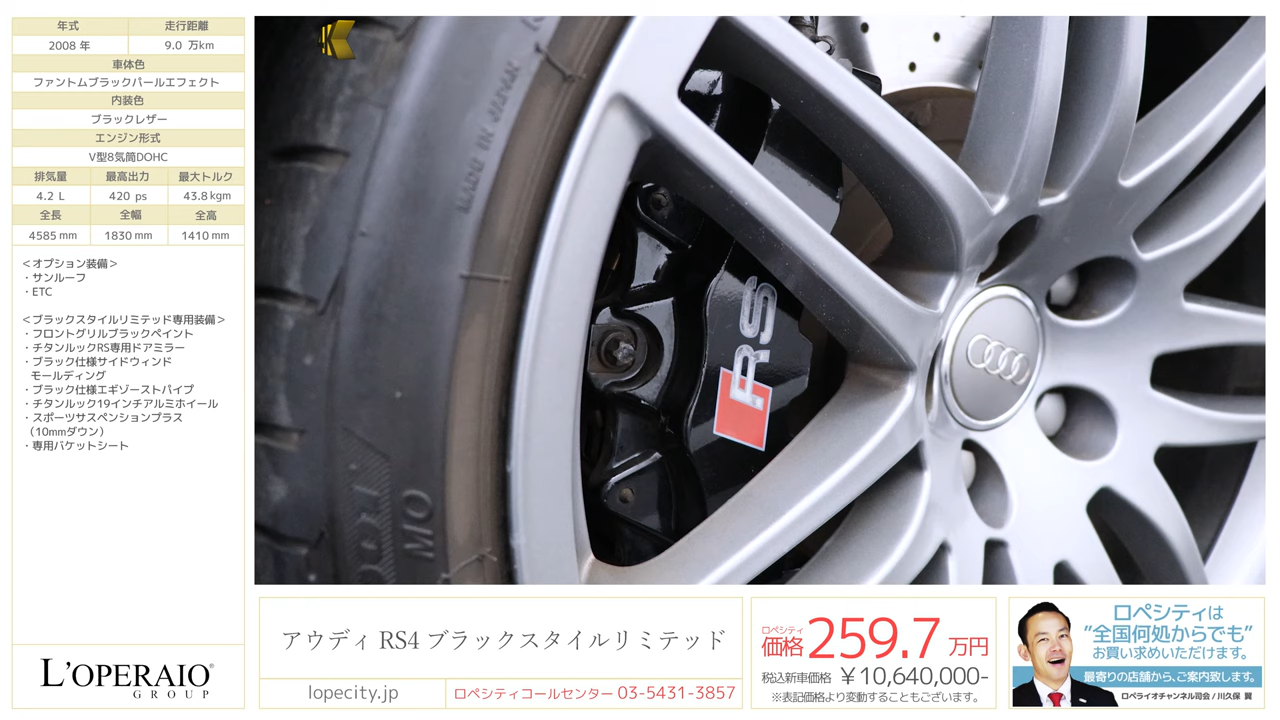 年式 走行距離
2008 年 9.0 万km
車体色
ファントムブラックパールエフェクト
内装色
ブラックレザー
エンジン形式
V型8気筒DOHC
排気量 最高出力 最大トルク
4.2 L 420 ps 43.8 kgm
全長 全幅 全高
4585 mm 1830 mm 1410 mm
＜オプション装備＞
・サンルーフ
・ETC
＜ブラックスタイルリミテッド専用装備＞
・フロントグリルブラックペイント
・チタンルックRS専用ドアミラー
・ブラック仕様サイドウィンド
モールディング
・ブラック仕様エギゾーストパイプ
・チタンルック19インチアルミホイール
・スポーツサスペンションプラス
（10mmダウン）
・専用バケットシート
L'OPERAIO®
GROUP
K
MADE IN JAPAN
RS
MO
アウディ RS4 ブラックスタイルリミテッド
lopecity.jp
ロペシティコールセンター 03-5431-3857
ロペシティ
価格 259.7 万円
税込新車価格 ￥10,640,000-
※表記価格より変動することもございます。
ロペシティは
”全国何処からでも”
お買い求めいただけます。
最寄りの店舗から、ご案内致します。
ロペライオチャンネル司会 / 川久保 翼